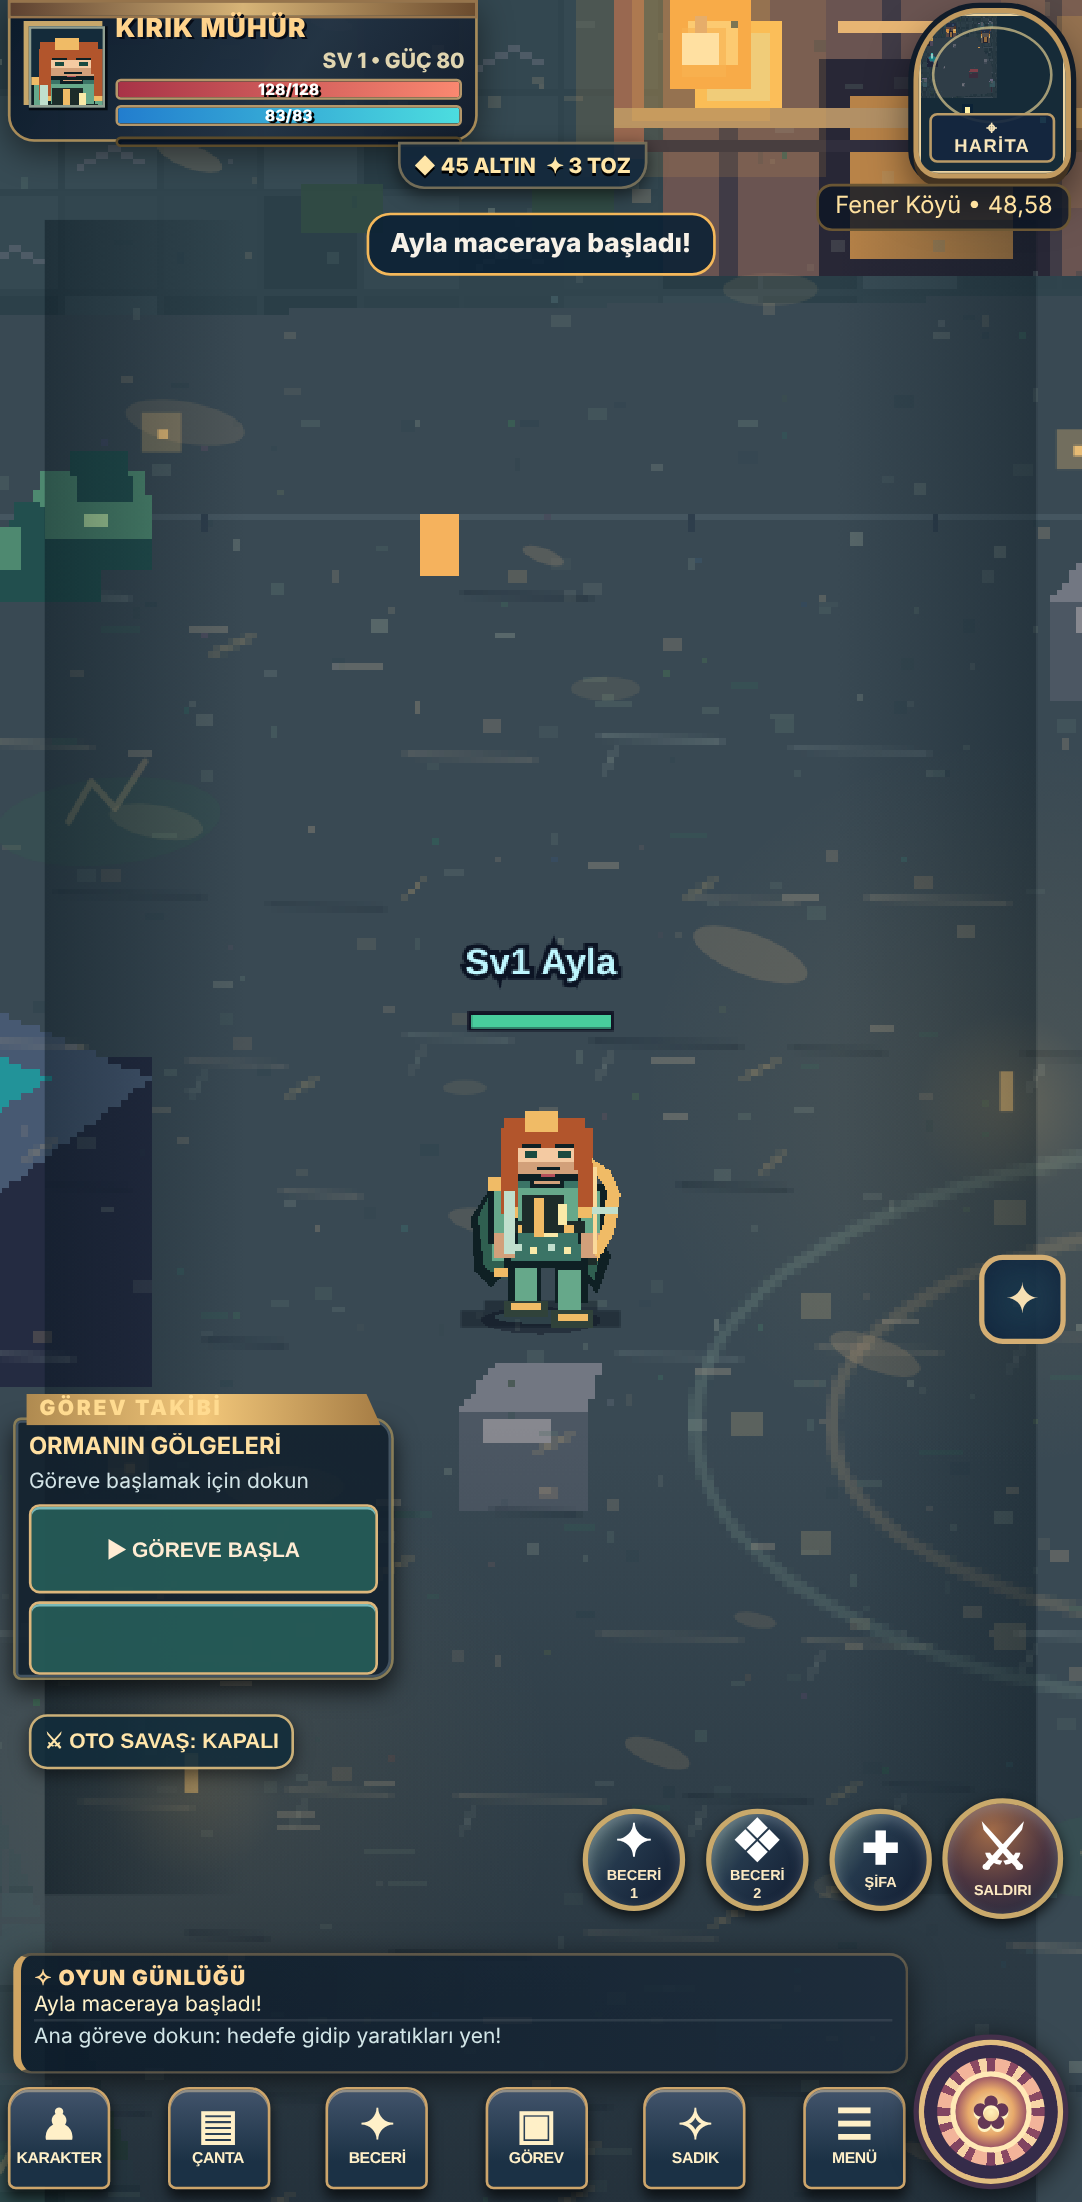 KIRIK MÜHÜR
SV 1 • GÜÇ 80
128/128
83/83
◆ 45 ALTIN ✦ 3 TOZ
HARİTA
Fener Köyü • 48,58
Ayla maceraya başladı!
Sv1 Ayla
GÖREV TAKİBİ
ORMANIN GÖLGELERİ
Göreve başlamak için dokun
▶ GÖREVE BAŞLA
⚔ OTO SAVAŞ: KAPALI
BECERİ
1
BECERİ
2
ŞİFA
SALDIRI
✧ OYUN GÜNLÜĞÜ
Ayla maceraya başladı!
Ana göreve dokun: hedefe gidip yaratıkları yen!
KARAKTER
ÇANTA
BECERİ
GÖREV
SADIK
MENÜ